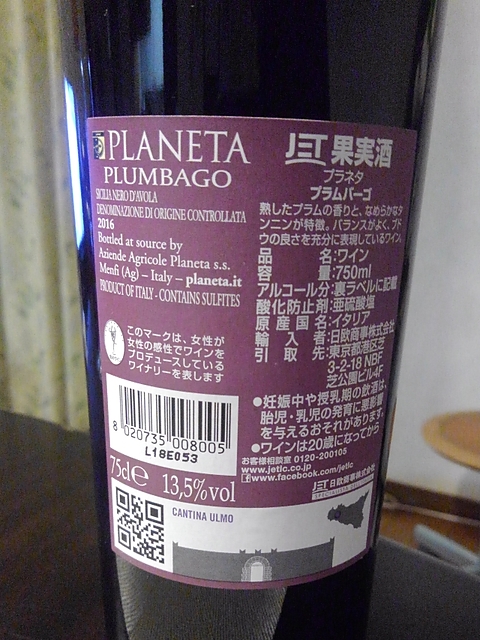 PLANETA
PLUMBAGO
SICILIA NERO D'AVOLA
DENOMINAZIONE DI ORIGINE CONTROLLATA
2016
Bottled at source by
Aziende Agricole Planeta s.s.
Menfi (Ag) – Italy – planeta.it
PRODUCT OF ITALY - CONTAINS SULFITES
このマークは、女性が
女性の感性でワインを
プロデュースしている
ワイナリーを表します
8 020735 008005
L18E053
75cl e 13,5% vol
CANTINA ULMO
JET 果実酒
プラネタ
プラムバーゴ
熟したプラムの香りと、なめらかなタ
ンニンが特徴。バランスがよく、ブド
ウの良さを充分に表現しているワイン。
品名:ワイン
容量:750ml
アルコール分:裏ラベルに記載
酸化防止剤:亜硫酸塩
原産国名:イタリア
輸入者:日欧商事株式会社
引取先:東京都港区芝
3-2-18 NBF
芝公園ビル4F
●妊娠中や授乳期の飲酒は、
胎児・乳児の発育に悪影響
を与えるおそれがあります。
●ワインは20歳になってから
お客様相談室 0120-200105
www.jetlc.co.jp
www.facebook.com/jetlc
JET 日欧商事株式会社